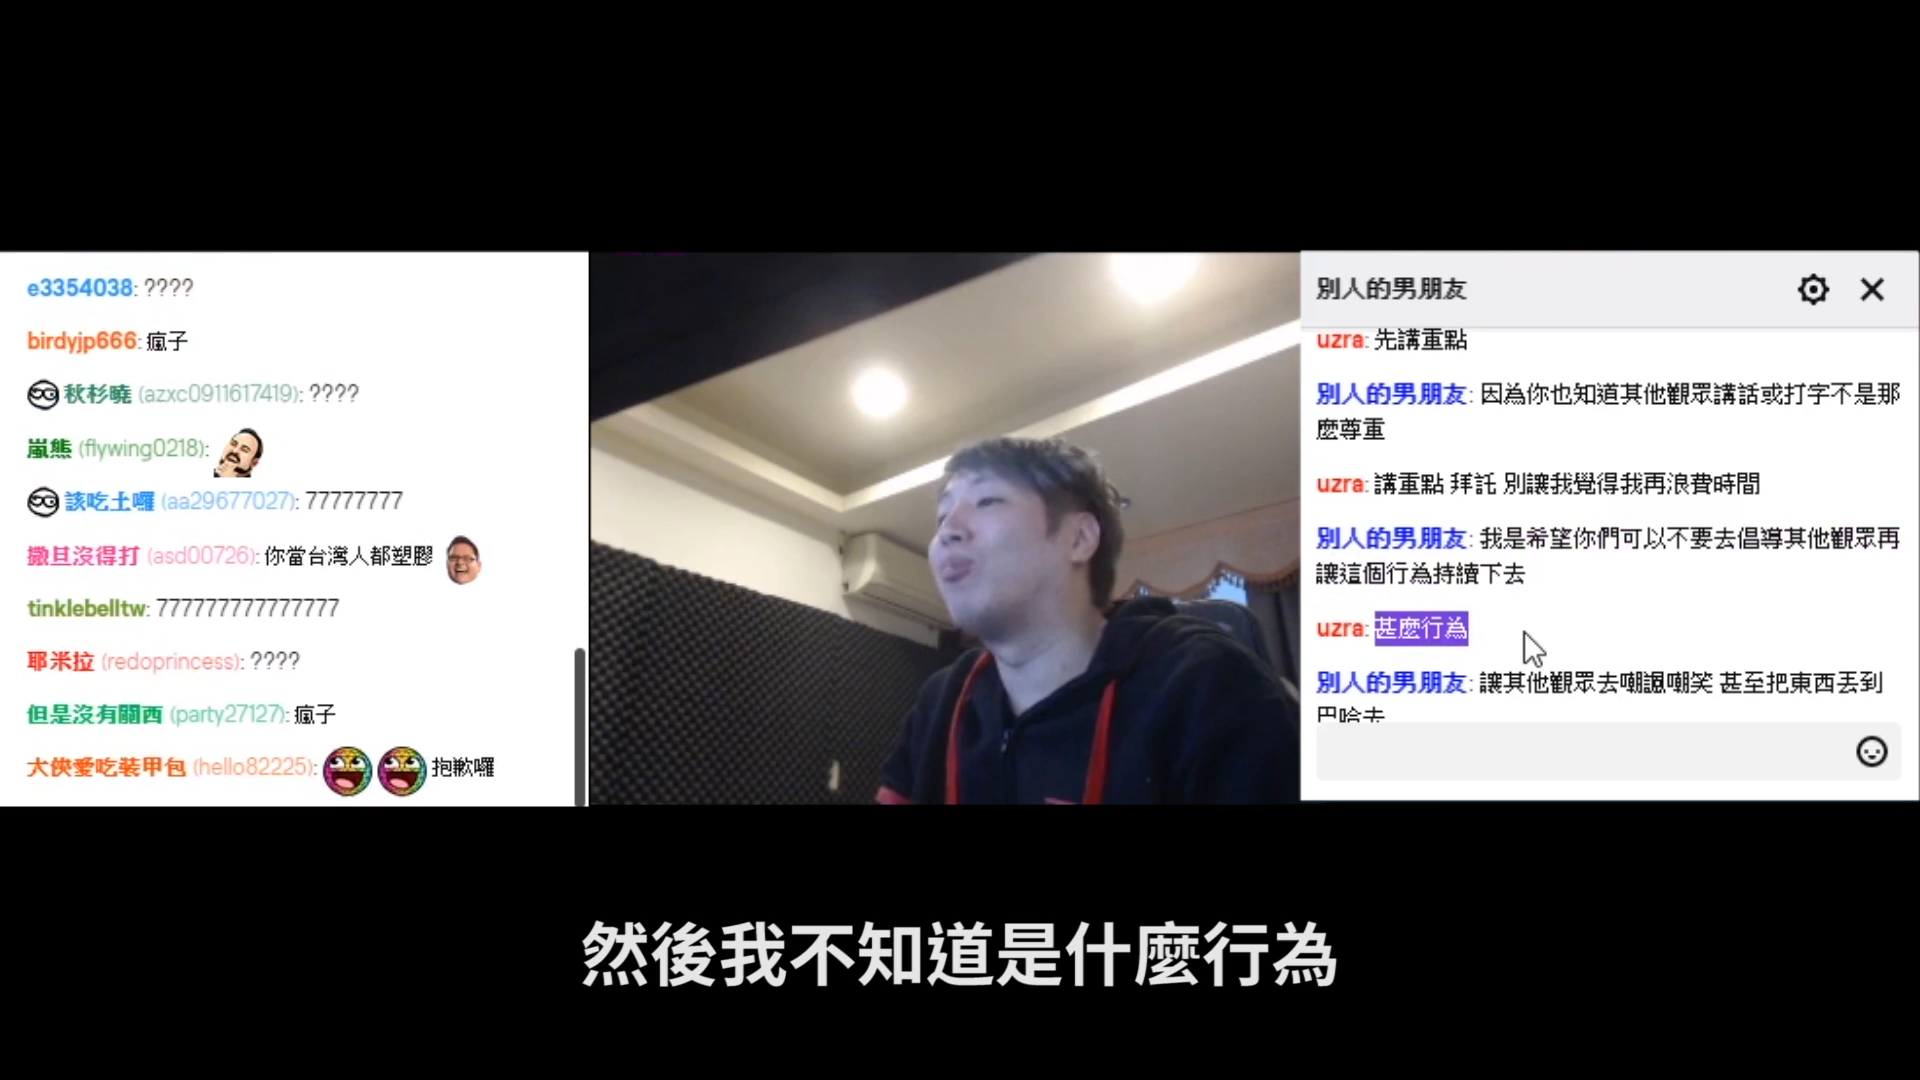 e3354038: ????
birdyjp666: 瘋子
秋杉曉 (azxc0911617419): ????
嵐熊 (flywing0218):
該吃土囉 (aa29677027): 77777777
撒旦沒得打 (asd00726): 你當台灣人都塑膠
tinklebelltw: 777777777777777
耶米拉 (redoprincess): ????
但是沒有關西 (party27127): 瘋子
大俠愛吃裝甲包 (hello82225): 抱歉囉
別人的男朋友
uzra: 先講重點
別人的男朋友: 因為你也知道其他觀眾講話或打字不是那
麼尊重
uzra: 講重點 拜託 別讓我覺得我再浪費時間
別人的男朋友: 我是希望你們可以不要去倡導其他觀眾再
讓這個行為持續下去
uzra: 甚麼行為
別人的男朋友: 讓其他觀眾去嘲諷嘲笑 甚至把東西丟到
巴哈去
然後我不知道是什麼行為